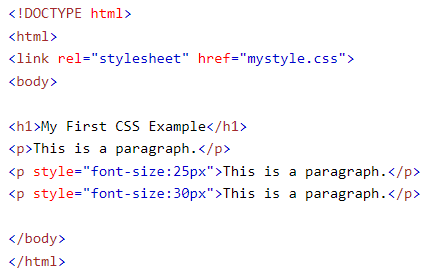 <!DOCTYPE html>
<html>
<link rel="stylesheet" href="mystyle.css">
<body>
<h1>My First CSS Example</h1>
<p>This is a paragraph.</p>
<p style="font-size:25px">This is a paragraph.</p>
<p style="font-size:30px">This is a paragraph.</p>
</body>
</html>